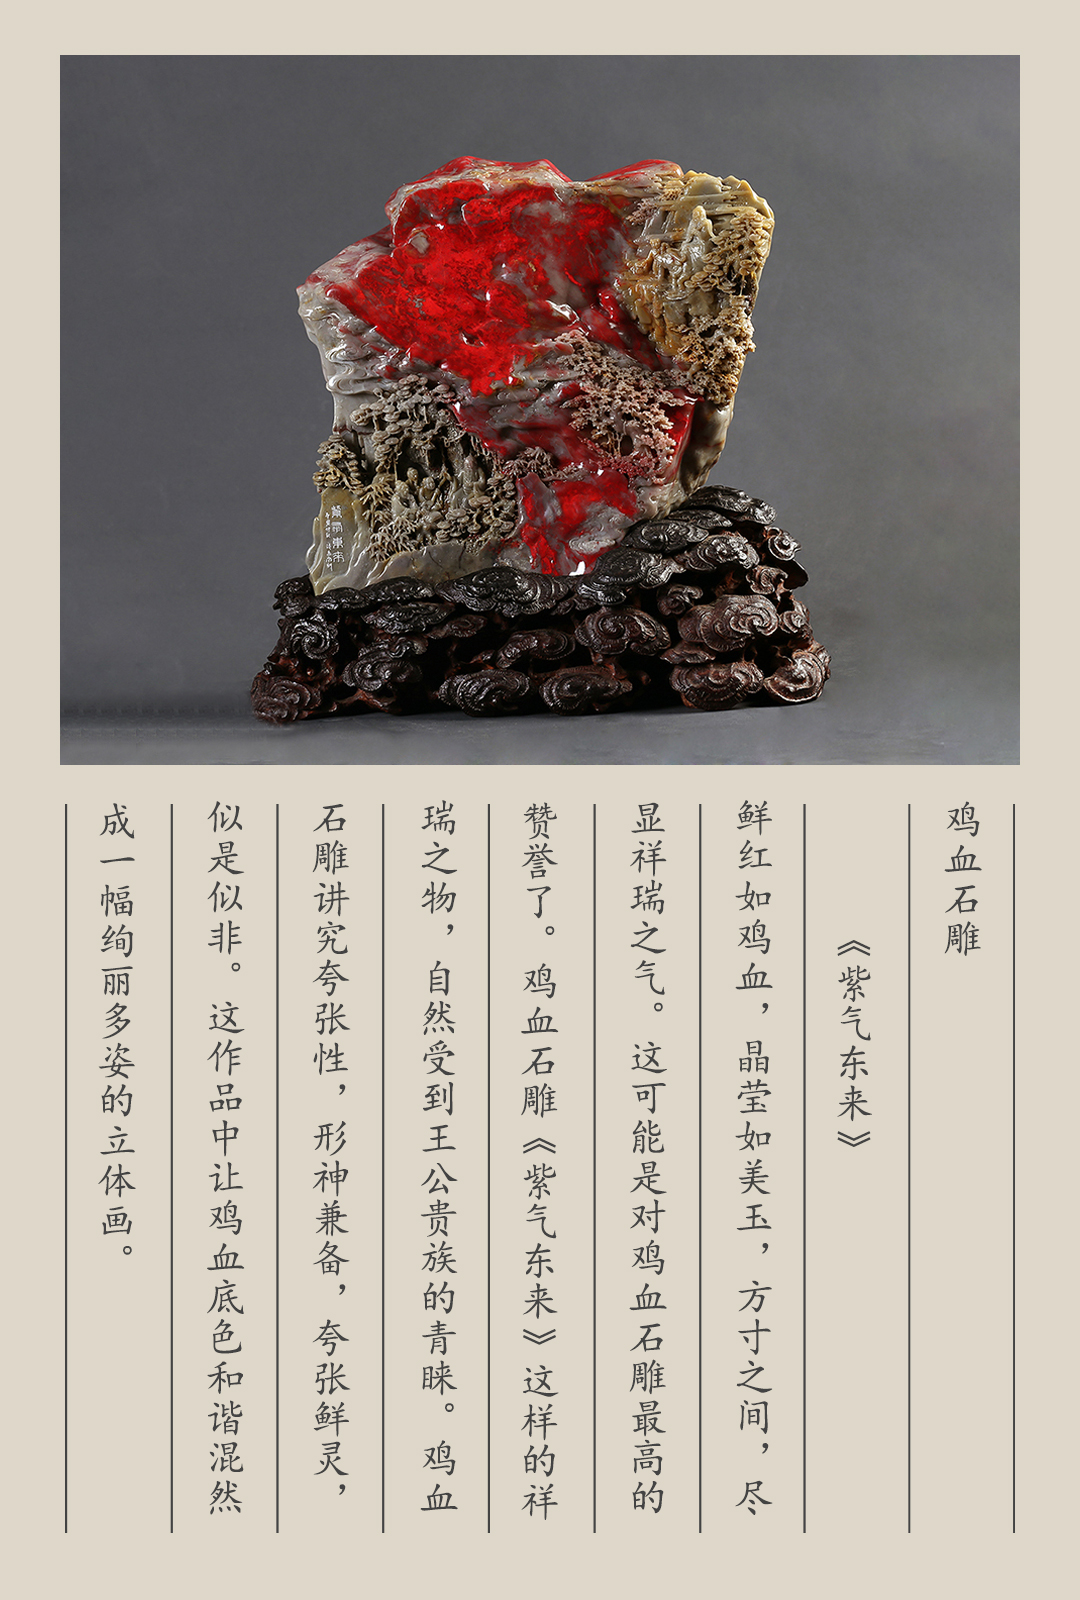 鸡血石雕
《紫气东来》
鲜红如鸡血，晶莹如美玉，方寸之间，尽
显祥瑞之气。这可能是对鸡血石雕最高的
赞誉了。鸡血石雕《紫气东来》这样的祥
瑞之物，自然受到王公贵族的青睐。鸡血
石雕讲究夸张性，形神兼备，夸张鲜灵，
似是似非。这作品中让鸡血底色和谐混然
成一幅绚丽多姿的立体画。